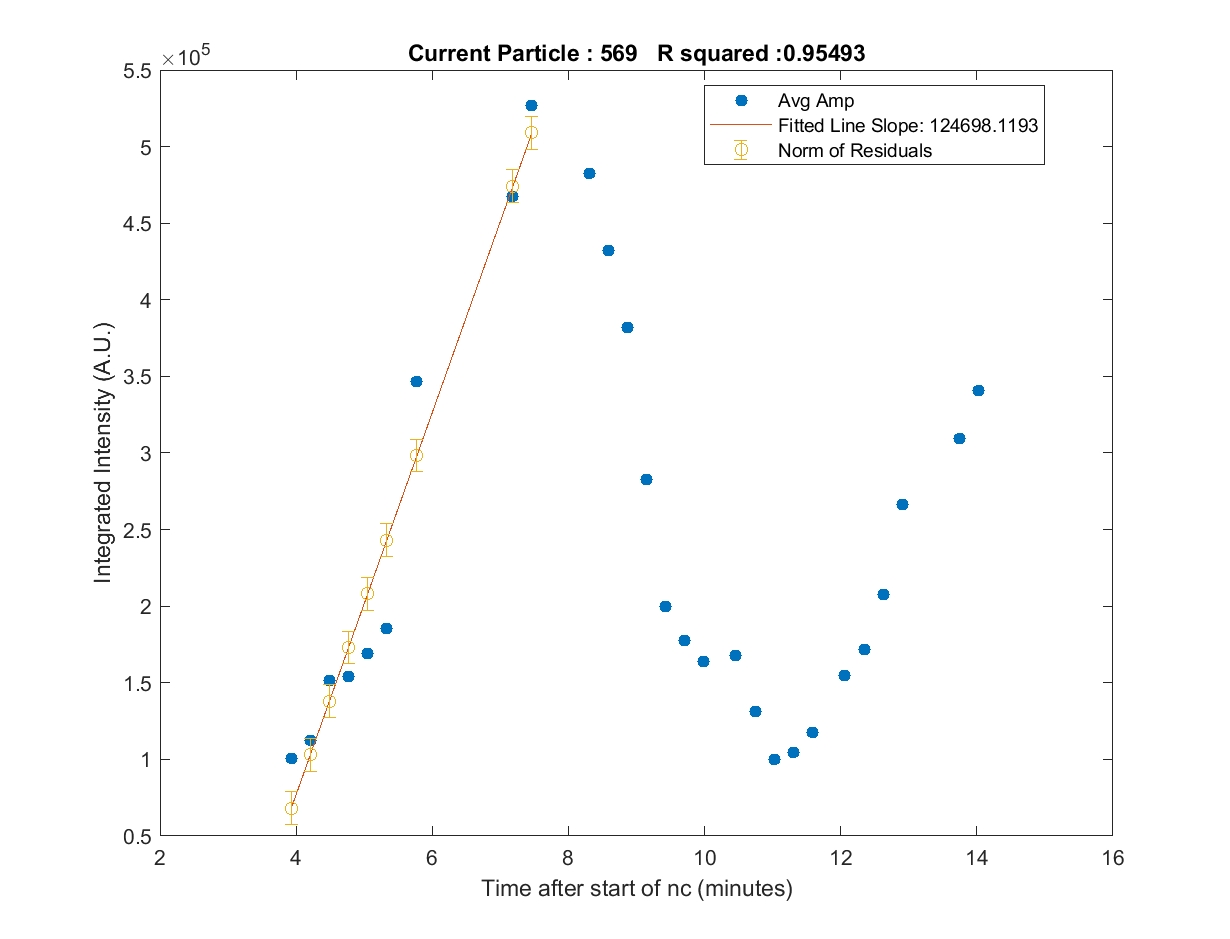 Current Particle : 569   R squared :0.95493
×10^5
5.5
5
4.5
4
3.5
3
2.5
2
1.5
1
0.5
Integrated Intensity (A.U.)
Avg Amp
Fitted Line Slope: 124698.1193
Norm of Residuals
2 4 6 8 10 12 14 16
Time after start of nc (minutes)